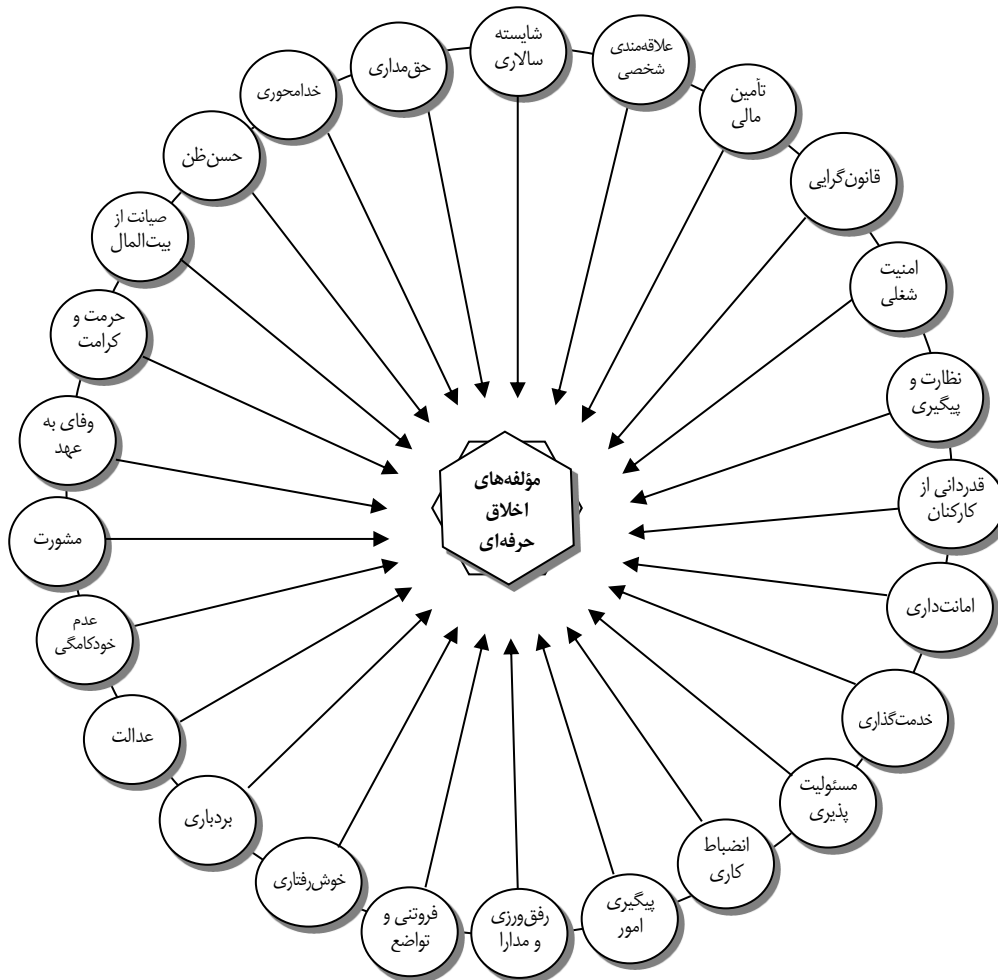 شایسته
سالاری
علاقه‌مندی
شخصی
تأمین
مالی
قانون‌گرایی
امنیت
شغلی
نظارت و
پیگیری
قدردانی از
کارکنان
امانت‌داری
خدمت‌گذاری
مسئولیت
پذیری
انضباط
کاری
پیگیری
امور
رفق‌ورزی
و مدارا
فروتنی و
تواضع
خوش‌رفتاری
بردباری
عدالت
عدم
خودکامگی
مشورت
وفای به
عهد
حرمت و
کرامت
صیانت از
بیت‌المال
حسن‌ظن
خدامحوری
حق‌مداری
مؤلفه‌های
اخلاق
حرفه‌ای